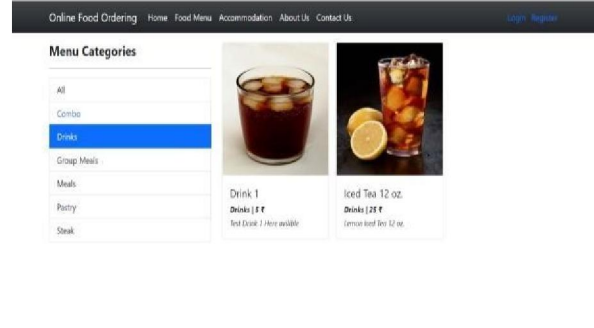 Online Food Ordering Home Food Menu Accommodation About Us Contact Us Login Register
Menu Categories
All
Combo
Drinks
Group Meals
Meals
Pastry
Steak
Drink 1
Drinks | 5 ₹
Test Drink 1 Here
Iced Tea 12 oz.
Drinks | 25 ₹
Lemon Iced Tea 12 oz.